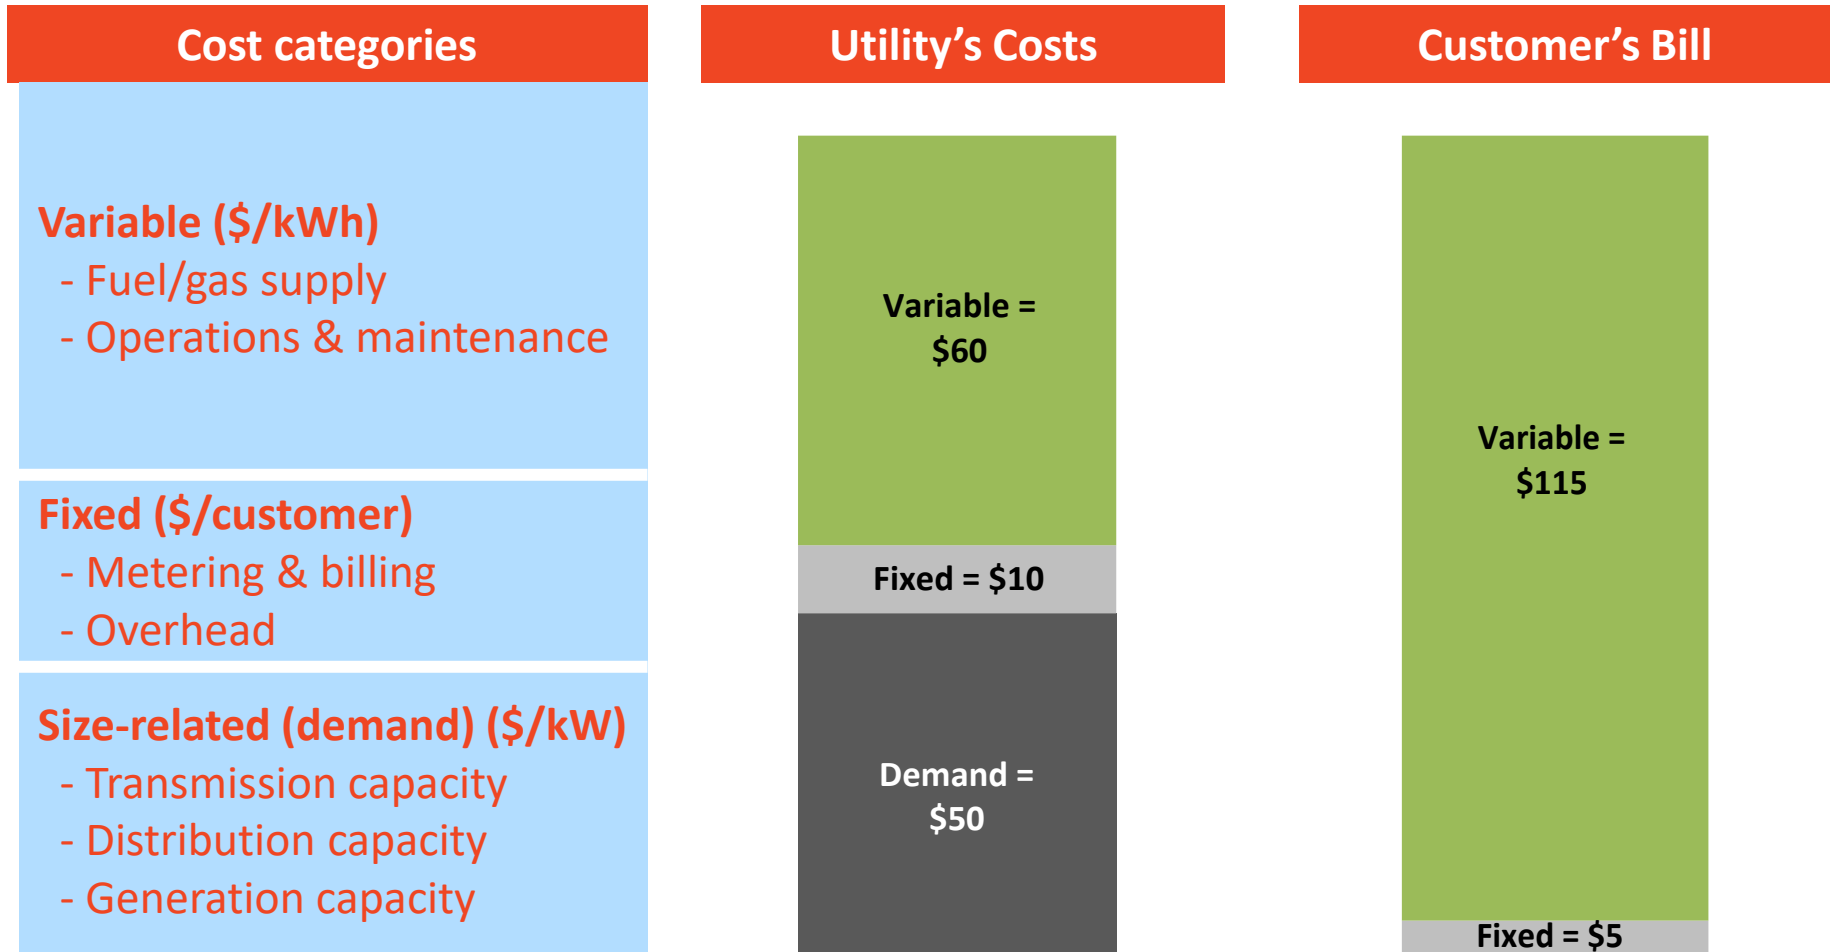 Cost categories
Variable ($/kWh)
- Fuel/gas supply
- Operations & maintenance
Fixed ($/customer)
- Metering & billing
- Overhead
Size-related (demand) ($/kW)
- Transmission capacity
- Distribution capacity
- Generation capacity
Utility’s Costs
Variable =
$60
Fixed = $10
Demand =
$50
Customer’s Bill
Variable =
$115
Fixed = $5